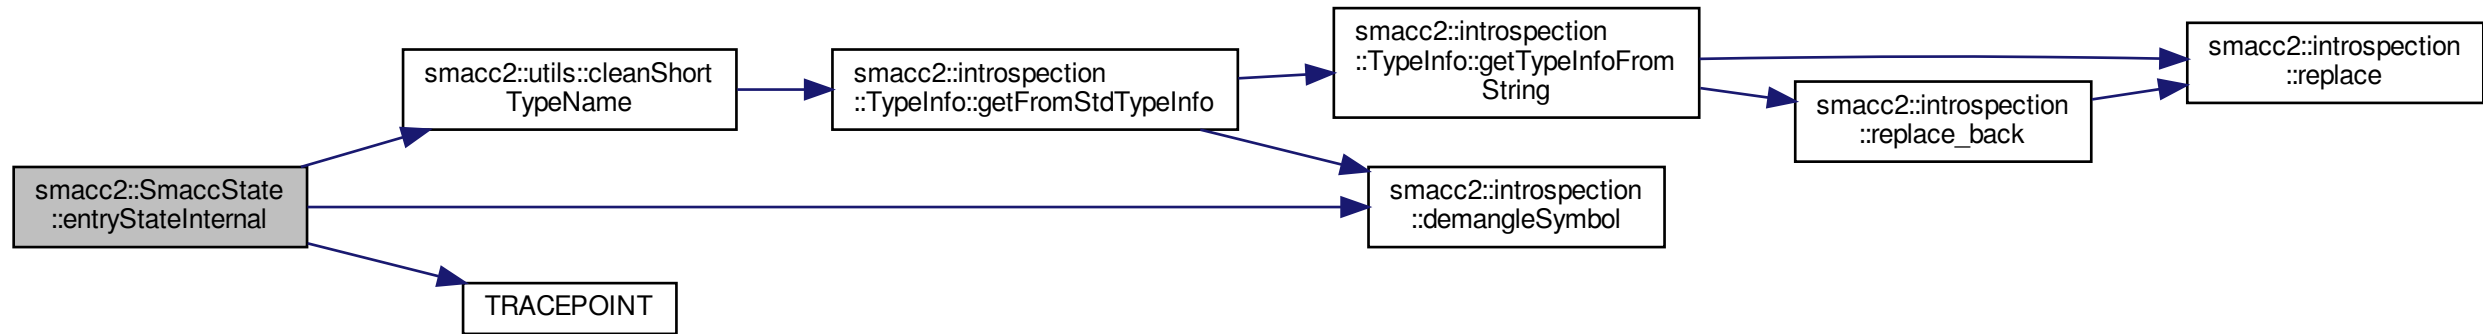 smacc2::SmaccState
::entryStateInternal
smacc2::utils::cleanShort
TypeName
TRACEPOINT
smacc2::introspection
::TypeInfo::getFromStdTypeInfo
smacc2::introspection
::TypeInfo::getTypeInfoFrom
String
smacc2::introspection
::demangleSymbol
smacc2::introspection
::replace_back
smacc2::introspection
::replace